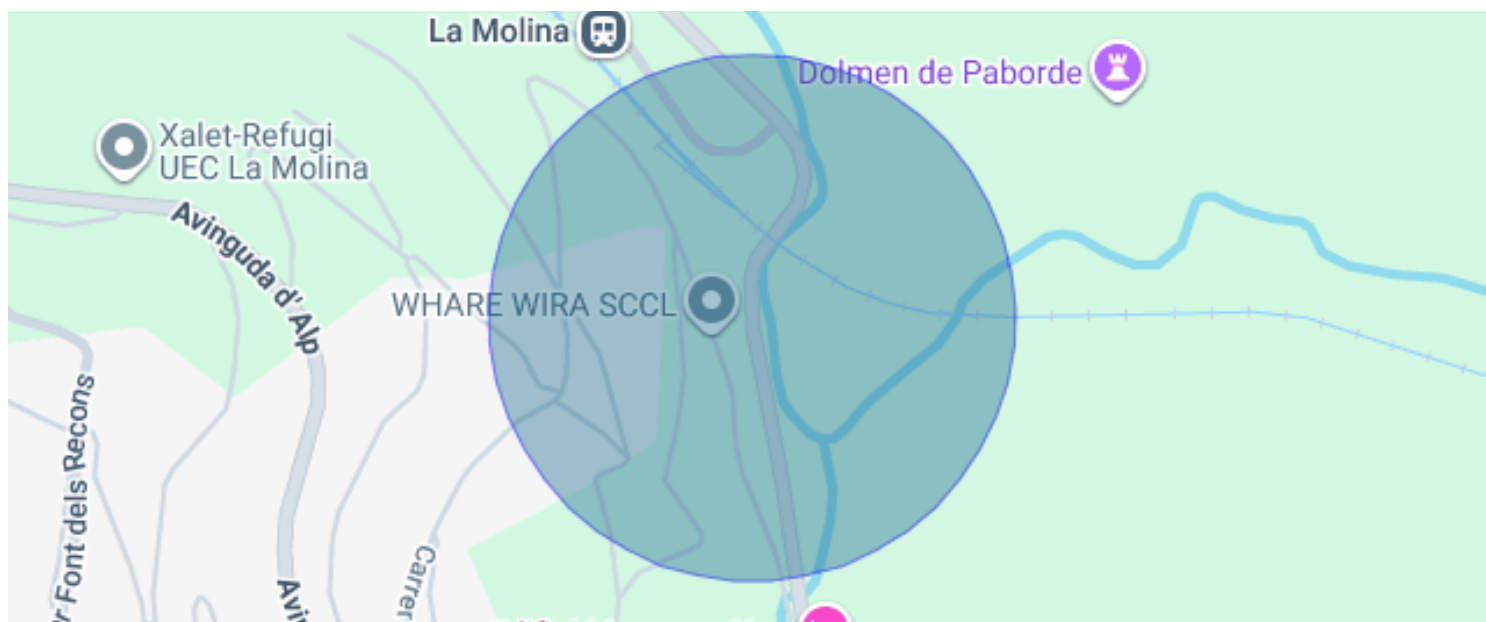 La Molina
Dolmen de Paborde
Xalet-Refugi
UEC La Molina
Avinguda d'Alp
WHARE WIRA SCCL
r Font dels Recons
Carrer
Avi